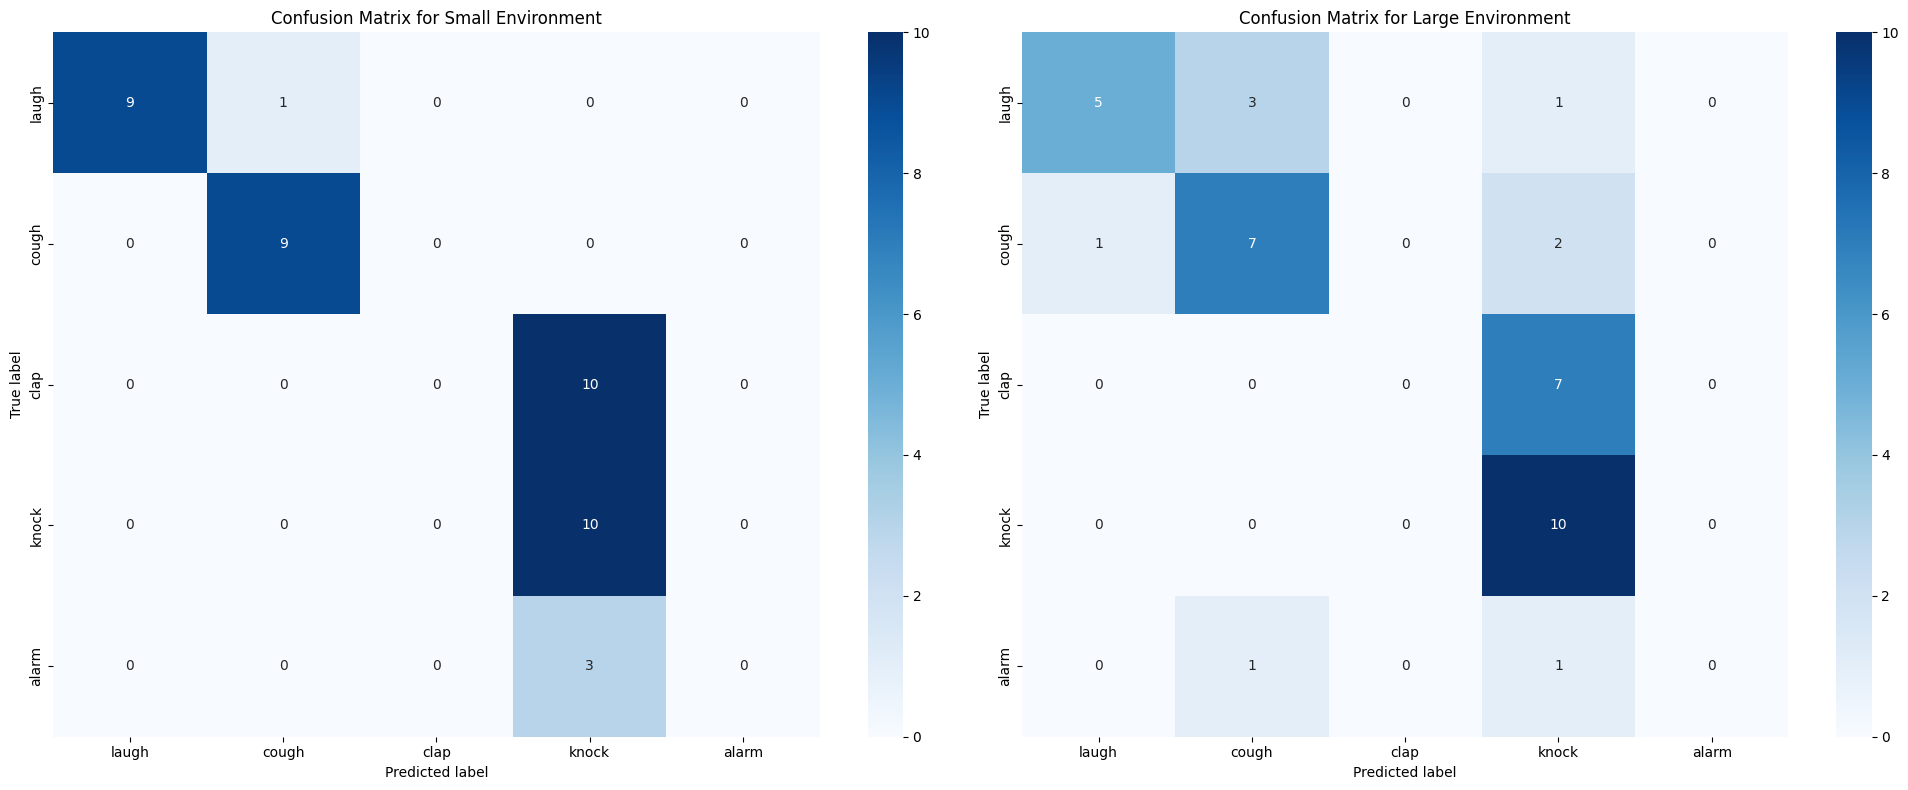 Confusion Matrix for Small Environment
True label
laugh
9 1 0 0 0
cough
0 9 0 0 0
clap
0 0 0 10 0
knock
0 0 0 10 0
alarm
0 0 0 3 0
laugh cough clap knock alarm
Predicted label
10
8
6
4
2
0
Confusion Matrix for Large Environment
True label
laugh
5 3 0 1 0
cough
1 7 0 2 0
clap
0 0 0 7 0
knock
0 0 0 10 0
alarm
0 1 0 1 0
laugh cough clap knock alarm
Predicted label
10
8
6
4
2
0